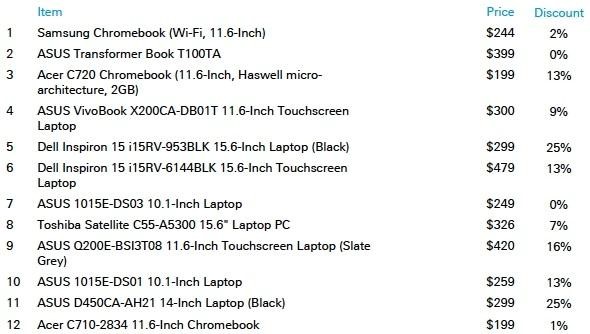 Item Price Discount
1 Samsung Chromebook (Wi-Fi, 11.6-Inch) $244 2%
2 ASUS Transformer Book T100TA $399 0%
3 Acer C720 Chromebook (11.6-Inch, Haswell micro- $199 13%
architecture, 2GB)
4 ASUS VivoBook X200CA-DB01T 11.6-Inch Touchscreen $300 9%
Laptop
5 Dell Inspiron 15 i15RV-953BLK 15.6-Inch Laptop (Black) $299 25%
6 Dell Inspiron 15 i15RV-6144BLK 15.6-Inch Touchscreen $479 13%
Laptop
7 ASUS 1015E-DS03 10.1-Inch Laptop $249 0%
8 Toshiba Satellite C55-A5300 15.6" Laptop PC $326 7%
9 ASUS Q200E-BSI3T08 11.6-Inch Touchscreen Laptop (Slate $420 16%
Grey)
10 ASUS 1015E-DS01 10.1-Inch Laptop $259 13%
11 ASUS D450CA-AH21 14-Inch Laptop (Black) $299 25%
12 Acer C710-2834 11.6-Inch Chromebook $199 1%